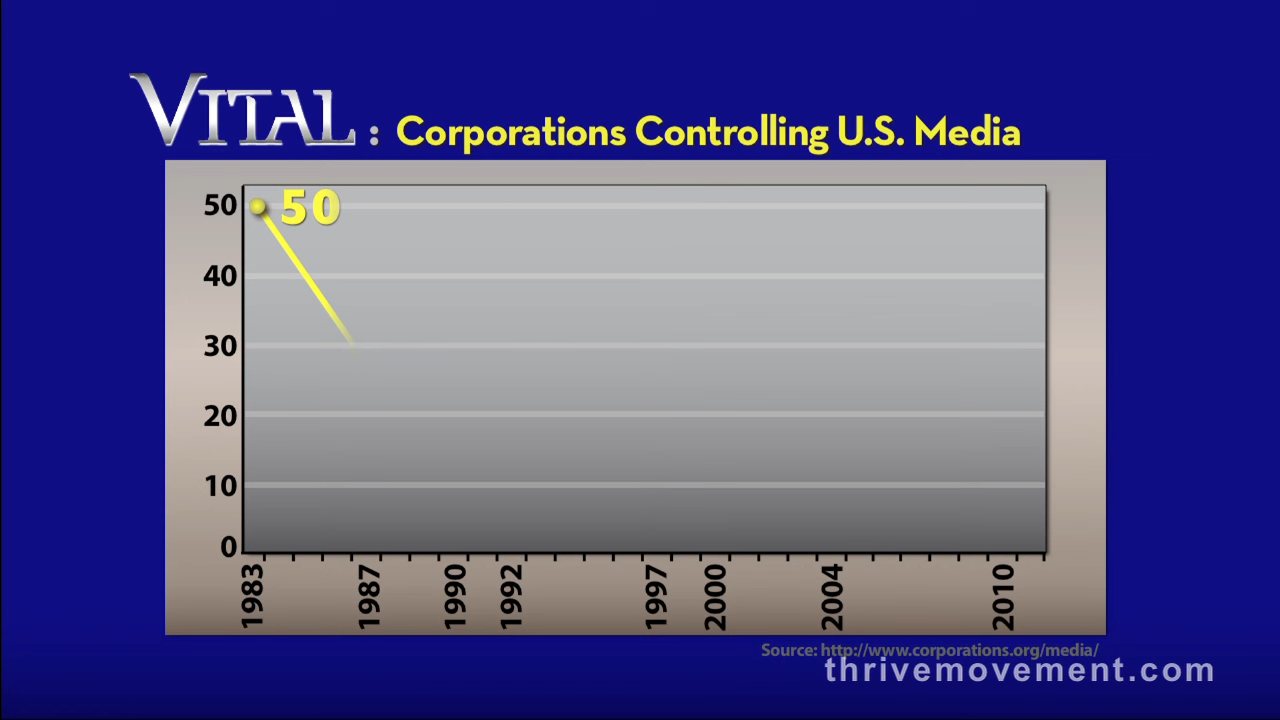 VITAL : Corporations Controlling U.S. Media
50
50
40
30
20
10
0
1983 1987 1990 1992 1997 2000 2004 2010
Source: http://www.corporations.org/media/
thrivemovement.com